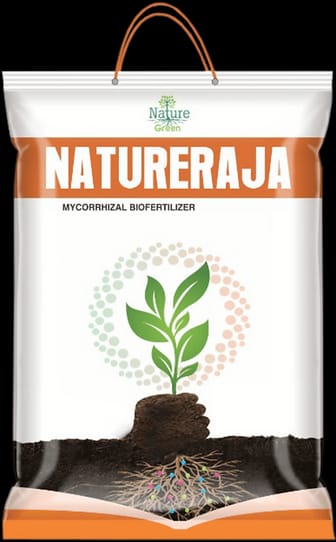 Nature
Green
NATURERAJA
MYCORRHIZAL BIOFERTILIZER